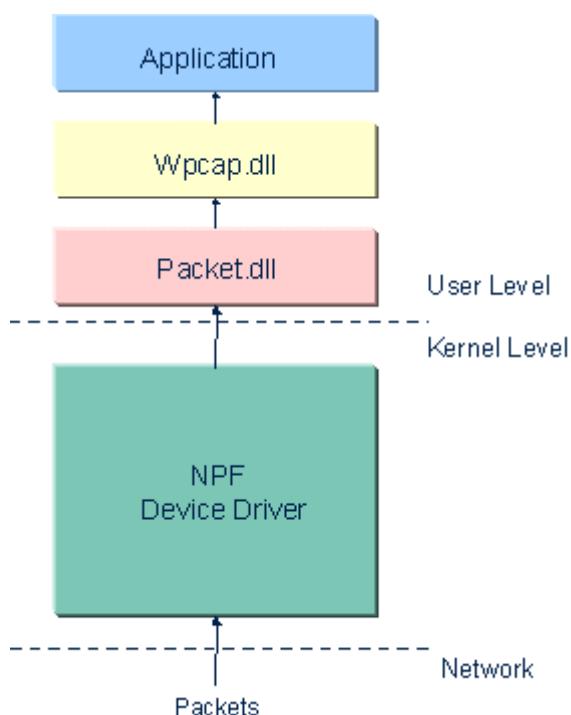 Application
Wpcap.dll
Packet.dll
User Level
Kernel Level
NPF
Device Driver
Network
Packets